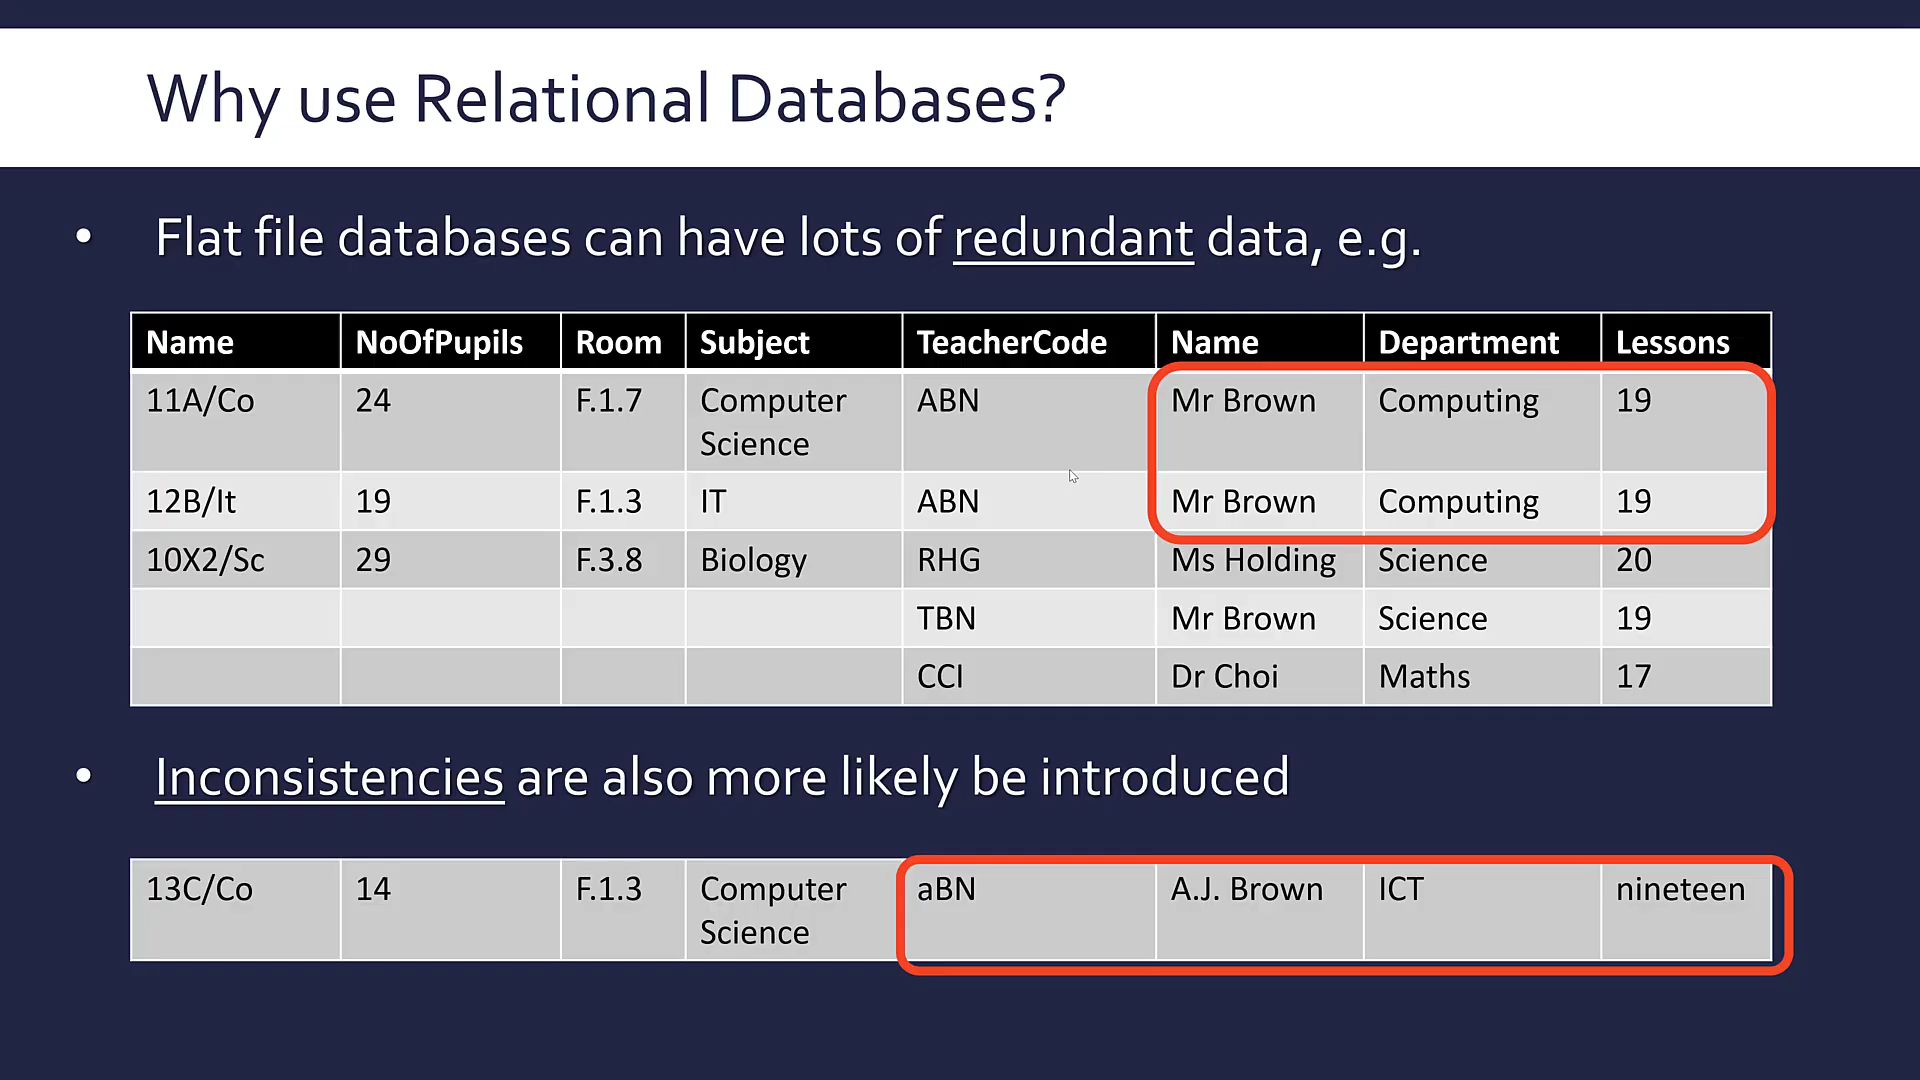 Why use Relational Databases?
• Flat file databases can have lots of redundant data, e.g.
Name NoOfPupils Room Subject TeacherCode Name Department Lessons
11A/Co 24 F.1.7 Computer Science ABN Mr Brown Computing 19
12B/It 19 F.1.3 IT ABN Mr Brown Computing 19
10X2/Sc 29 F.3.8 Biology RHG Ms Holding Science 20
TBN Mr Brown Science 19
CCI Dr Choi Maths 17
• Inconsistencies are also more likely be introduced
13C/Co 14 F.1.3 Computer Science aBN A.J. Brown ICT nineteen